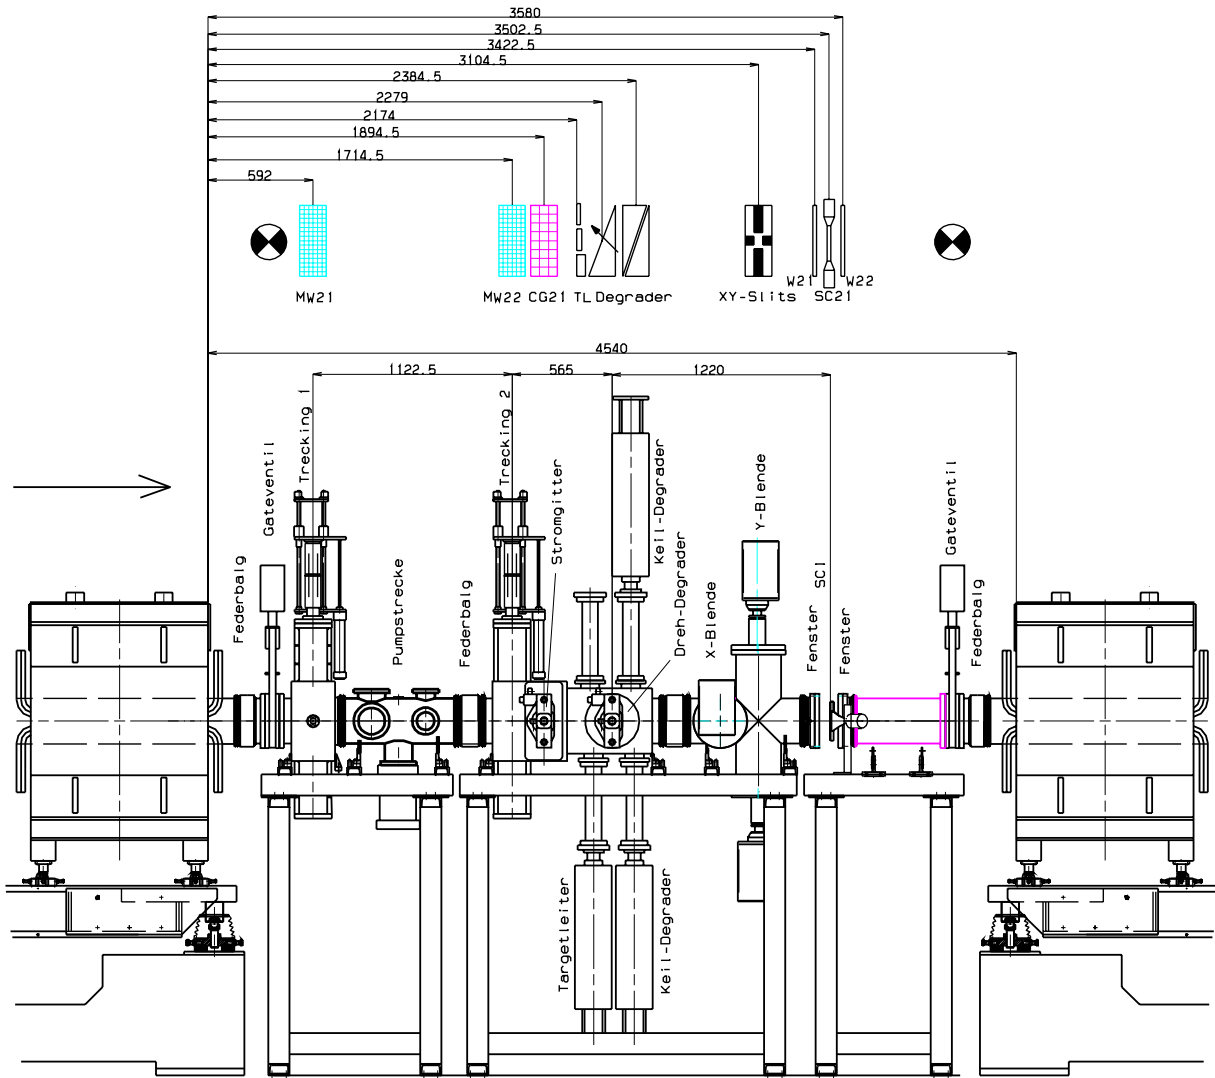 3580
3502.5
3422.5
3104.5
2384.5
2279
2174
1894.5
1714.5
592
W21 W22
MW21 MW22 CG21 TL Degrader XY-Slits SC21
4540
1122.5 565 1220
Trecking 1
Trecking 2
Gateventil
Federbalg
Pumpstrecke
Federbalg
Stromgitter
Keil-Degrader
Dreh-Degrader
X-Blende
Y-Blende
Fenster
SC1
Fenster
Gateventil
Federbalg
Targetleiter
Keil-Degrader